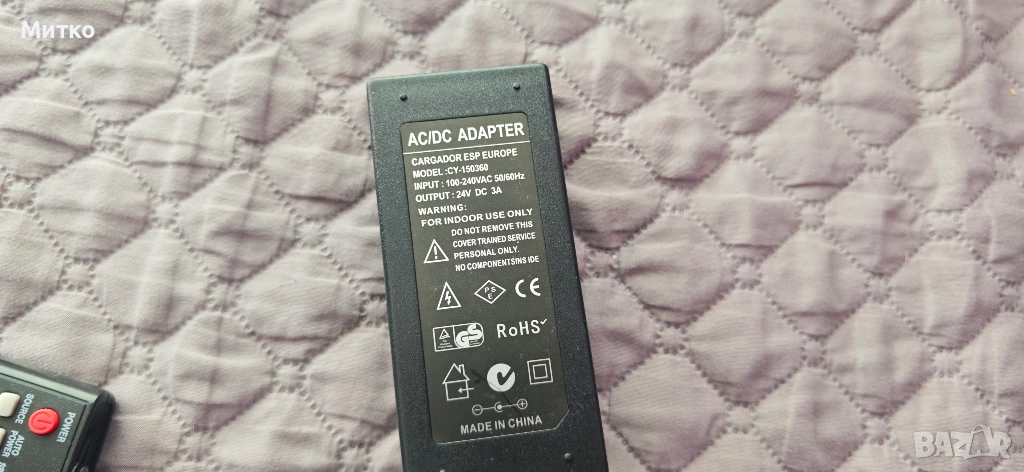 Митко
AC/DC ADAPTER
CARGADOR ESP EUROPE
MODEL :CY-150360
INPUT : 100-240VAC 50/60Hz
OUTPUT : 24V DC 3A
WARNING:
FOR INDOOR USE ONLY
DO NOT REMOVE THIS
COVER TRAINED SERVICE
PERSONAL ONLY.
NO COMPONENTSINS IDE
PS
E
CE
GS
RoHS
MADE IN CHINA
POWER
SOURCE
AUTO
POWER
BAZAR